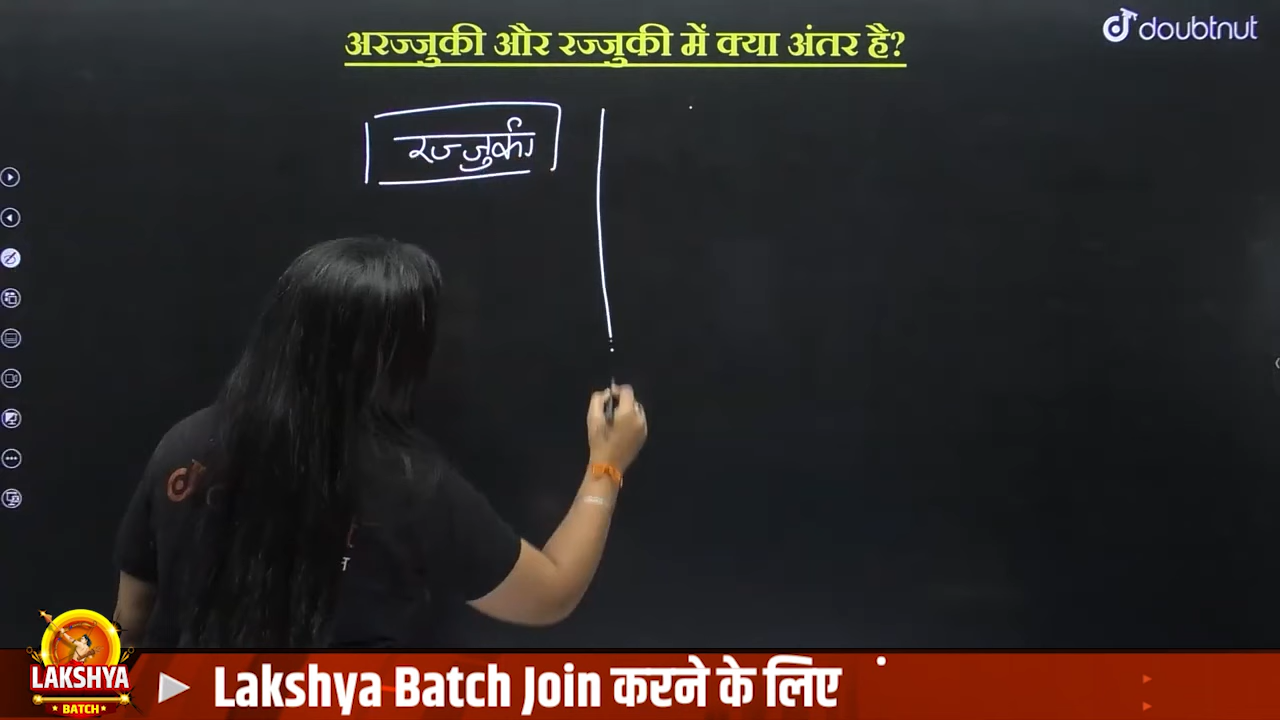 अरज्जुकी और रज्जुकी में क्या अंतर है?
doubtnut
रज्जुकी
LAKSHYA
BATCH
Lakshya Batch Join करने के लिए